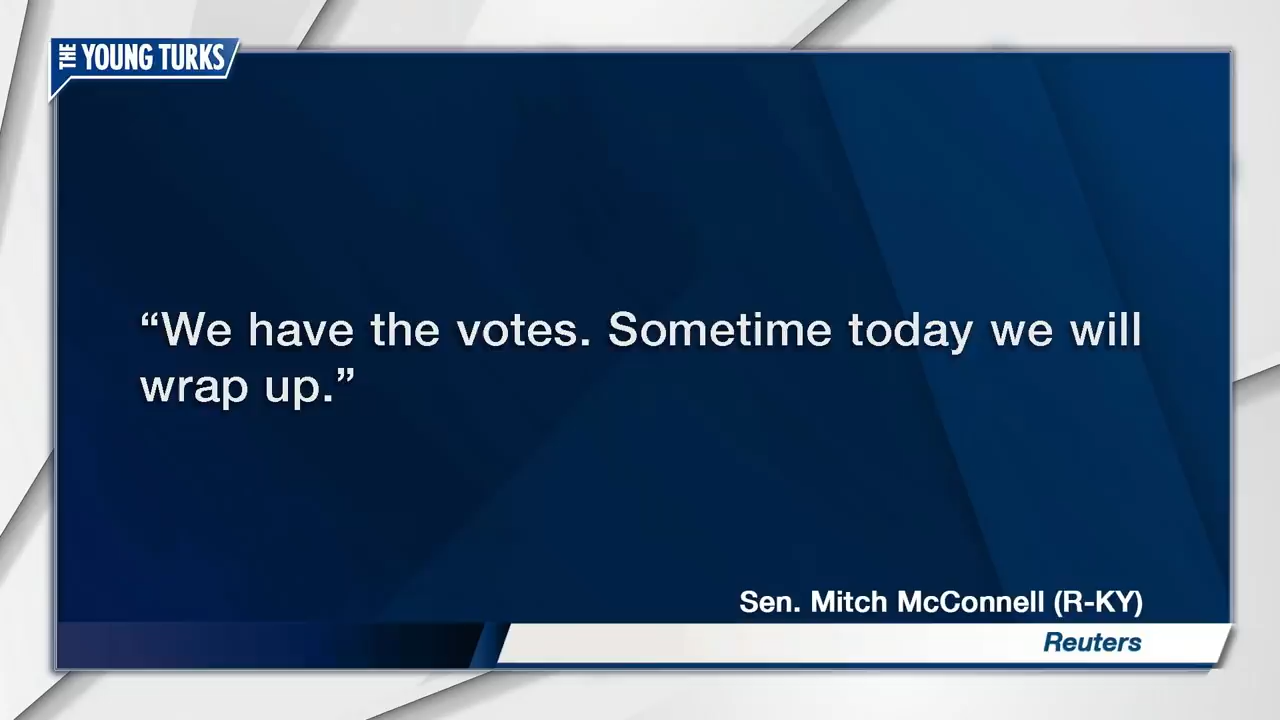 THE YOUNG TURKS
“We have the votes. Sometime today we will
wrap up.”
Sen. Mitch McConnell (R-KY)
Reuters